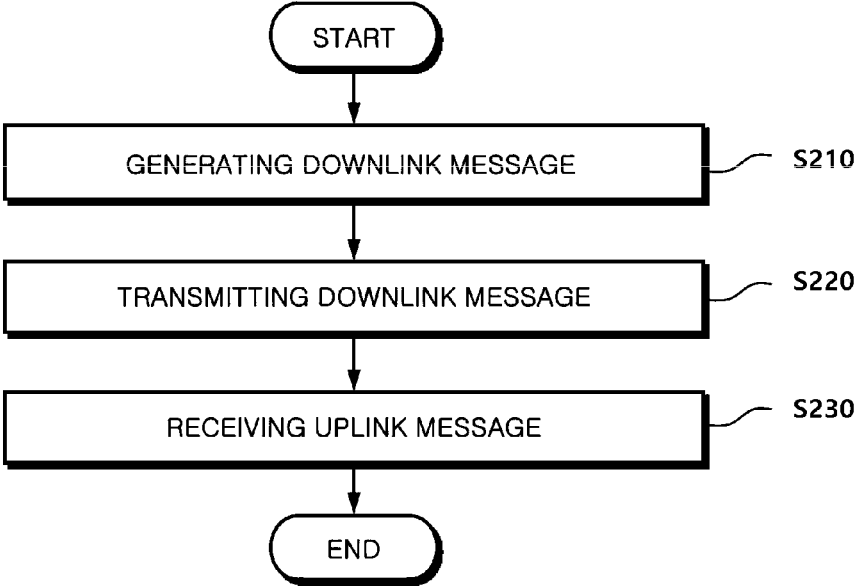 START
GENERATING DOWNLINK MESSAGE
S210
TRANSMITTING DOWNLINK MESSAGE
S220
RECEIVING UPLINK MESSAGE
S230
END